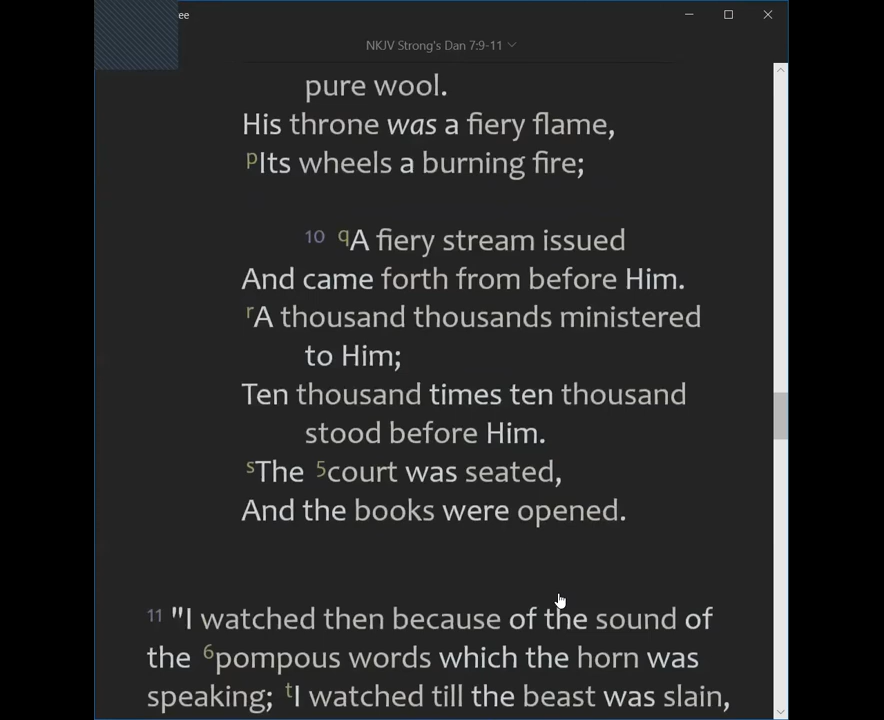 ee
NKJV Strong's Dan 7:9-11
pure wool.
His throne was a fiery flame,
pIts wheels a burning fire;
10 qA fiery stream issued
And came forth from before Him.
rA thousand thousands ministered
to Him;
Ten thousand times ten thousand
stood before Him.
sThe 5court was seated,
And the books were opened.
11 "I watched then because of the sound of
the 6pompous words which the horn was
speaking; tI watched till the beast was slain,